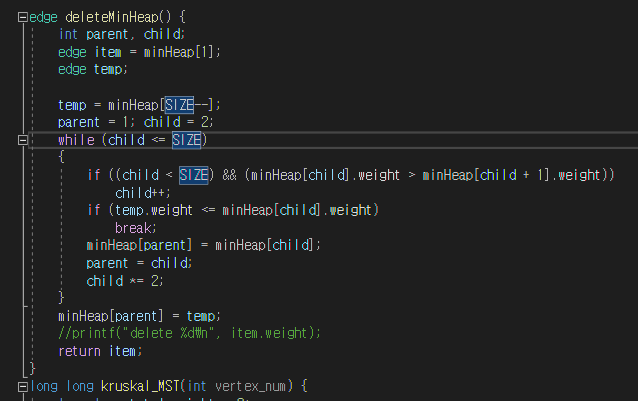 edge deleteMinHeap() {
int parent, child;
edge item = minHeap[1];
edge temp;
temp = minHeap[SIZE--];
parent = 1; child = 2;
while (child <= SIZE)
{
if ((child < SIZE) && (minHeap[child].weight > minHeap[child + 1].weight))
child++;
if (temp.weight <= minHeap[child].weight)
break;
minHeap[parent] = minHeap[child];
parent = child;
child *= 2;
}
minHeap[parent] = temp;
//printf("delete %d₩n", item.weight);
return item;
}
long long kruskal_MST(int vertex_num) {